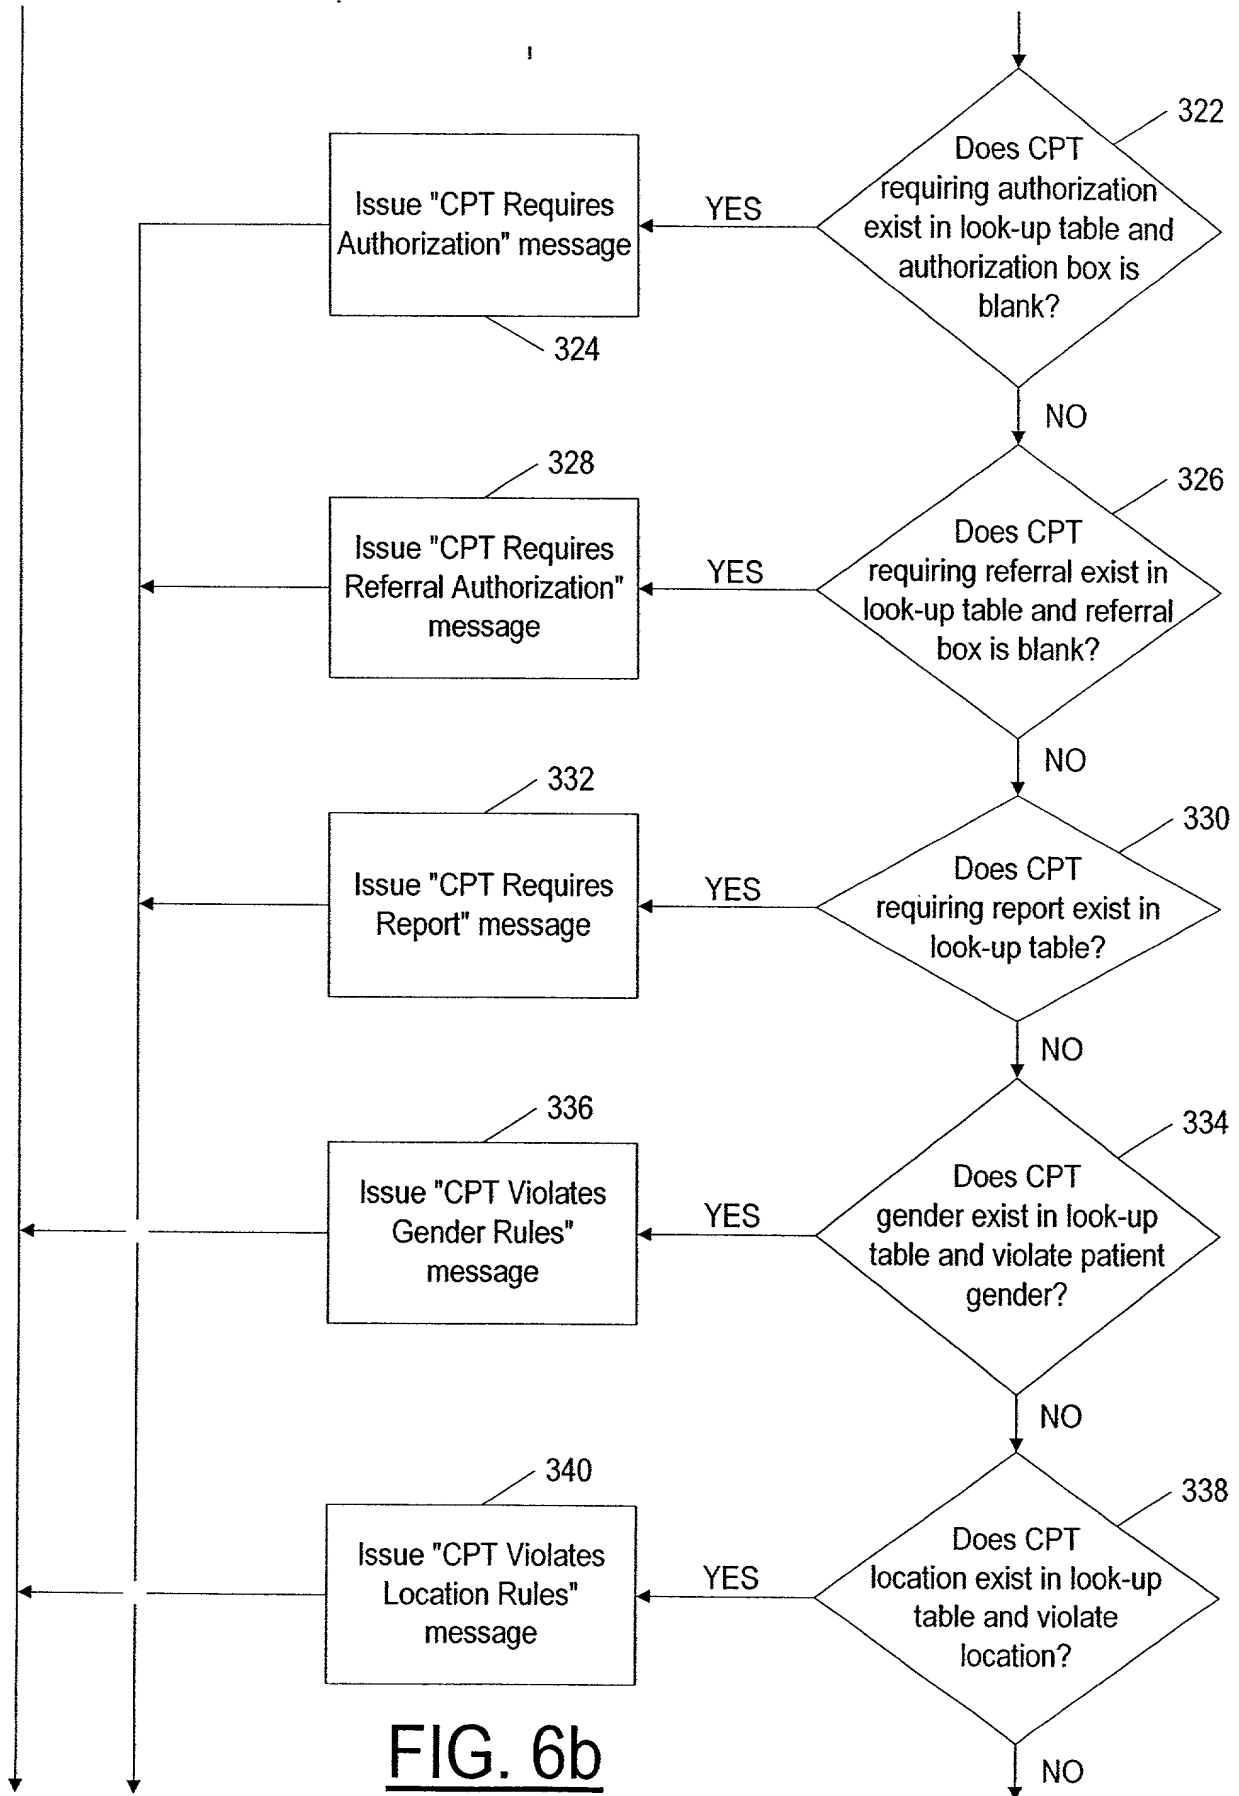 322
Does CPT
requiring authorization
exist in look-up table and
authorization box is
blank?
YES
Issue "CPT Requires
Authorization" message
324
NO
328
326
Does CPT
requiring referral exist in
look-up table and referral
box is blank?
YES
Issue "CPT Requires
Referral Authorization"
message
NO
332
330
Does CPT
requiring report exist in
look-up table?
YES
Issue "CPT Requires
Report" message
NO
336
334
Does CPT
gender exist in look-up
table and violate patient
gender?
YES
Issue "CPT Violates
Gender Rules"
message
NO
340
338
Does CPT
location exist in look-up
table and violate
location?
YES
Issue "CPT Violates
Location Rules"
message
NO
FIG. 6b